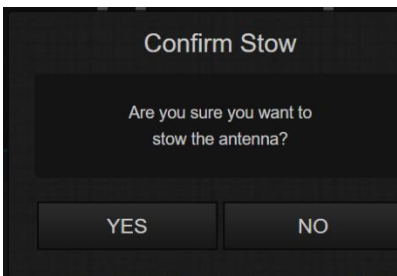 Confirm Stow
Are you sure you want to
stow the antenna?
YES
NO